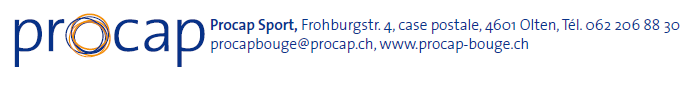 procap
Procap Sport, Frohburgstr. 4, case postale, 4601 Olten, Tél. 062 206 88 30
procapbouge@procap.ch, www.procap-bouge.ch